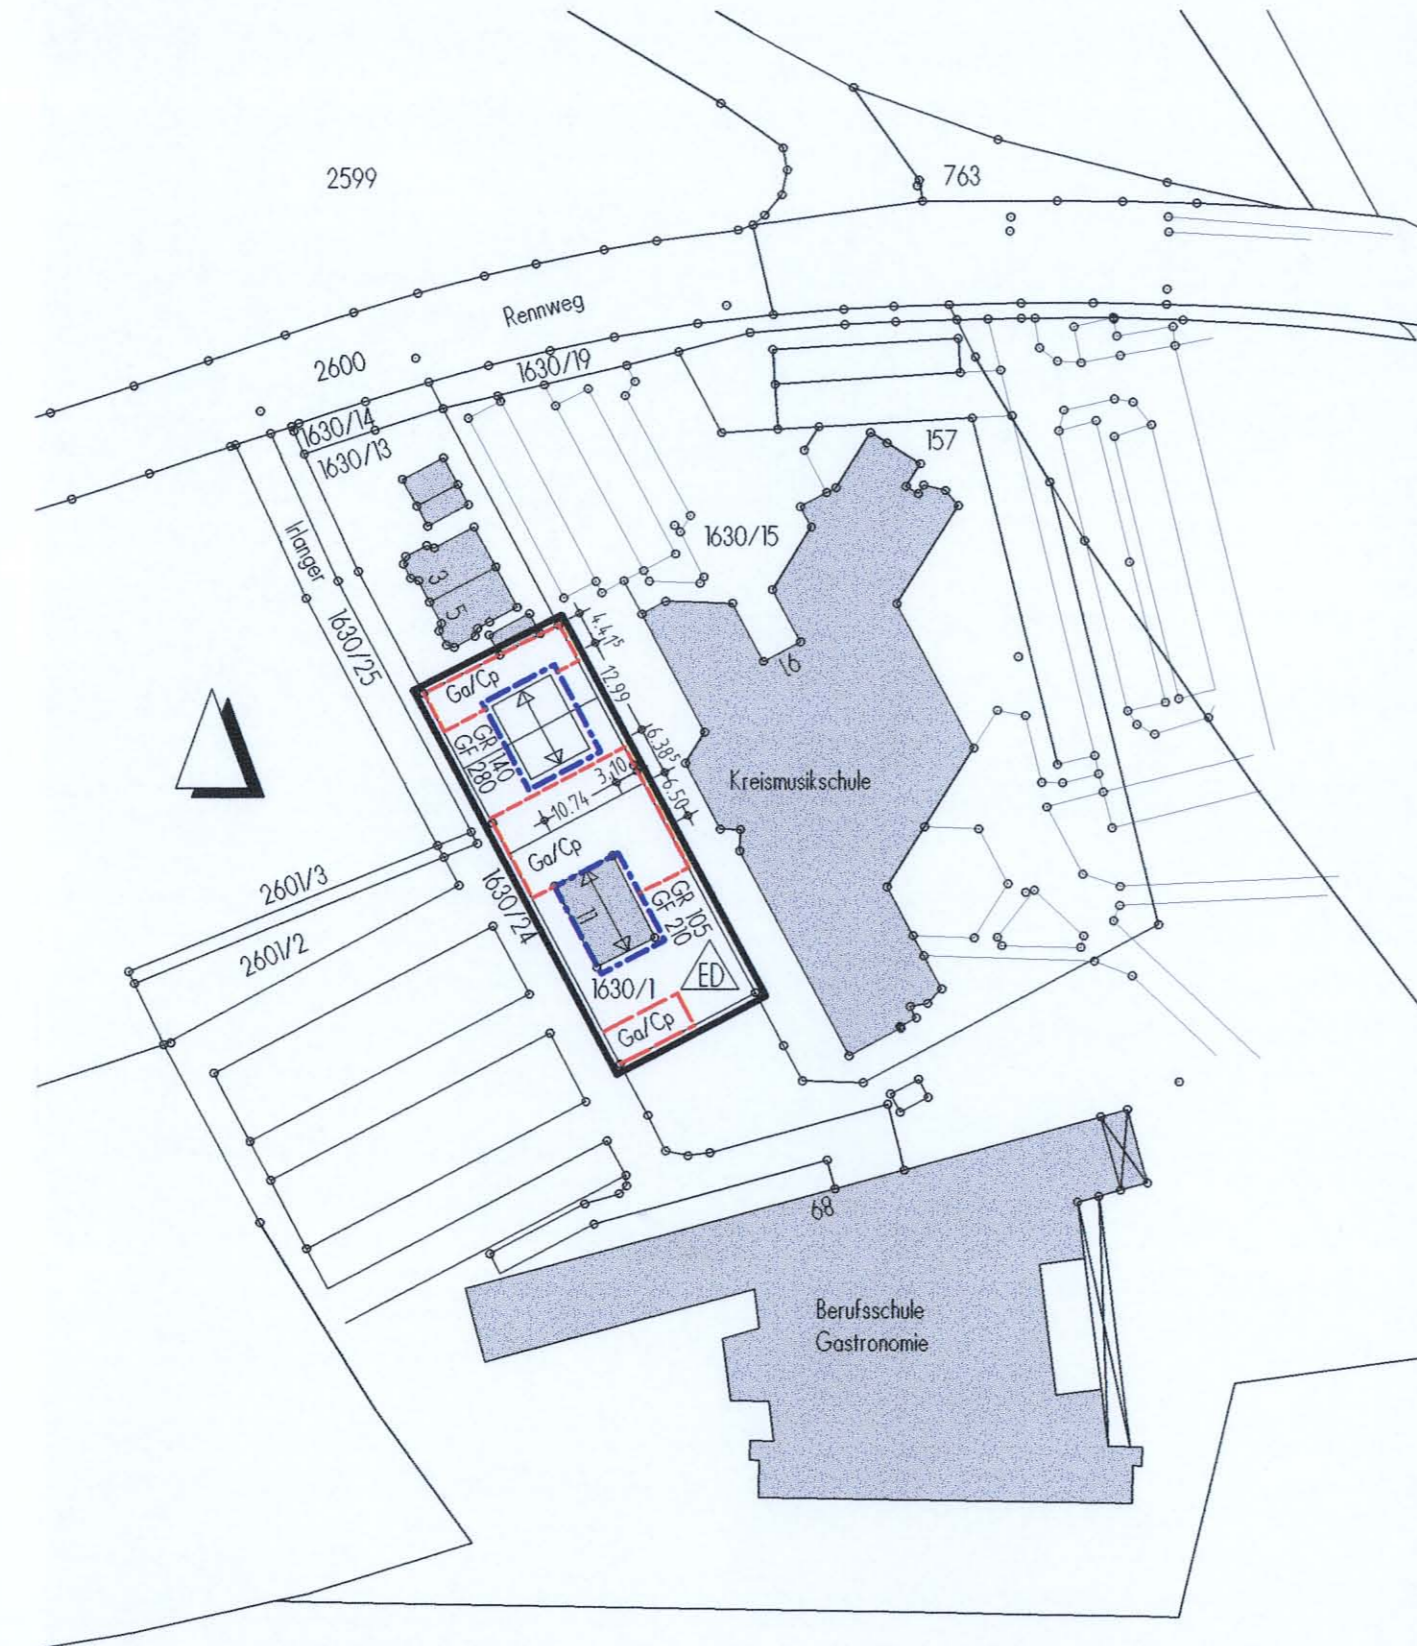 2599
763
Rennweg
2600
1630/19
1630/14
1630/13
157
Irlanger
1630/15
3
5
1630/25
4.41⁵
16
12.99
Ga/Cp
GR 140
GF 280
6.38⁵
3.10
6.50
10.74
Kreismusikschule
Ga/Cp
2601/3
1630/24
11
GR 105
GF 210
2601/2
ED
1630/1
Ga/Cp
68
Berufsschule
Gastronomie